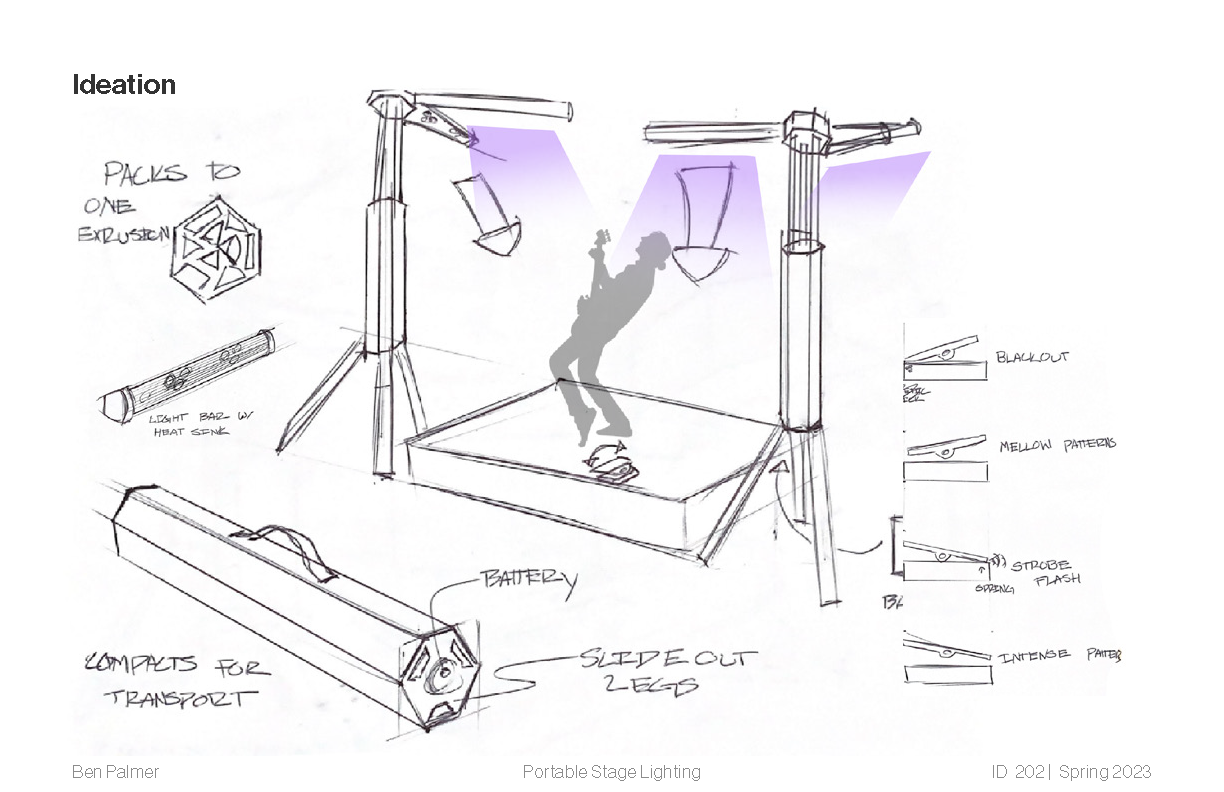 Ideation
PACKS TO
ONE
EXRUSION
LIGHT BAR W/
HEAT SINK
BLACKOUT
MELLOW PATTERNS
STROBE
FLASH
SPRING
INTENSE PATTER
BATTERY
COMPACTS FOR
TRANSPORT
SLIDE OUT
LEGS
Ben Palmer
Portable Stage Lighting
ID 202 | Spring 2023